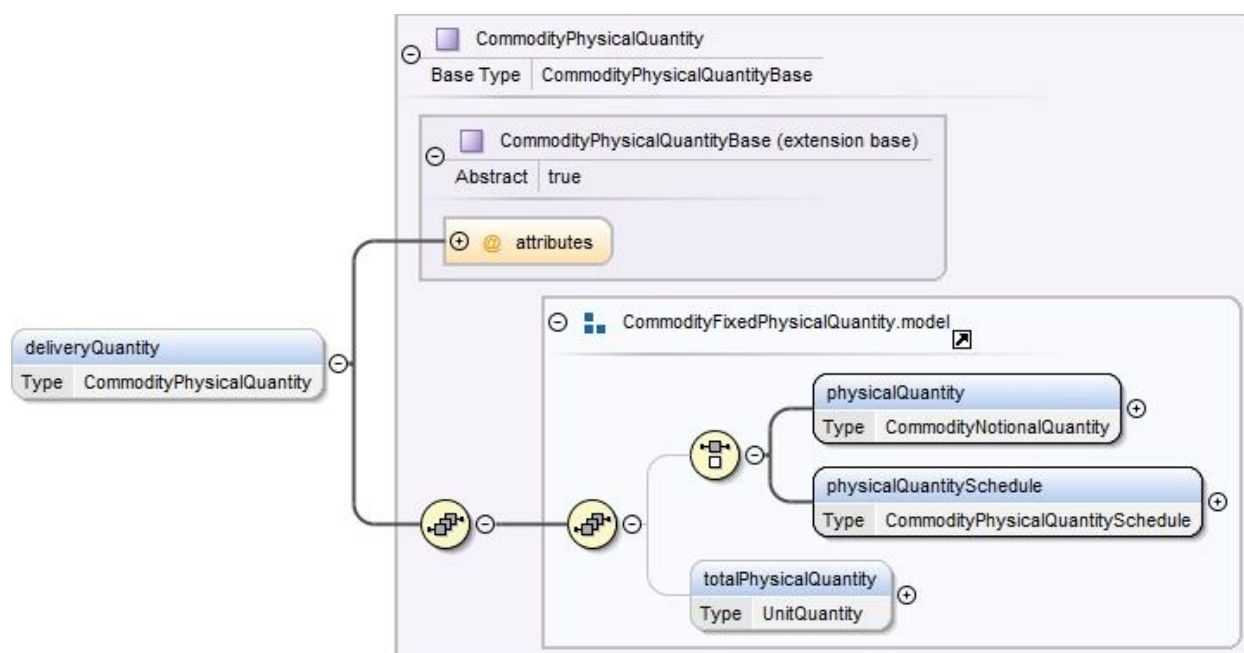 CommodityPhysicalQuantity
Base Type CommodityPhysicalQuantityBase
CommodityPhysicalQuantityBase (extension base)
Abstract true
@ attributes
CommodityFixedPhysicalQuantity.model
deliveryQuantity
Type CommodityPhysicalQuantity
physicalQuantity
Type CommodityNotionalQuantity
physicalQuantitySchedule
Type CommodityPhysicalQuantitySchedule
totalPhysicalQuantity
Type UnitQuantity